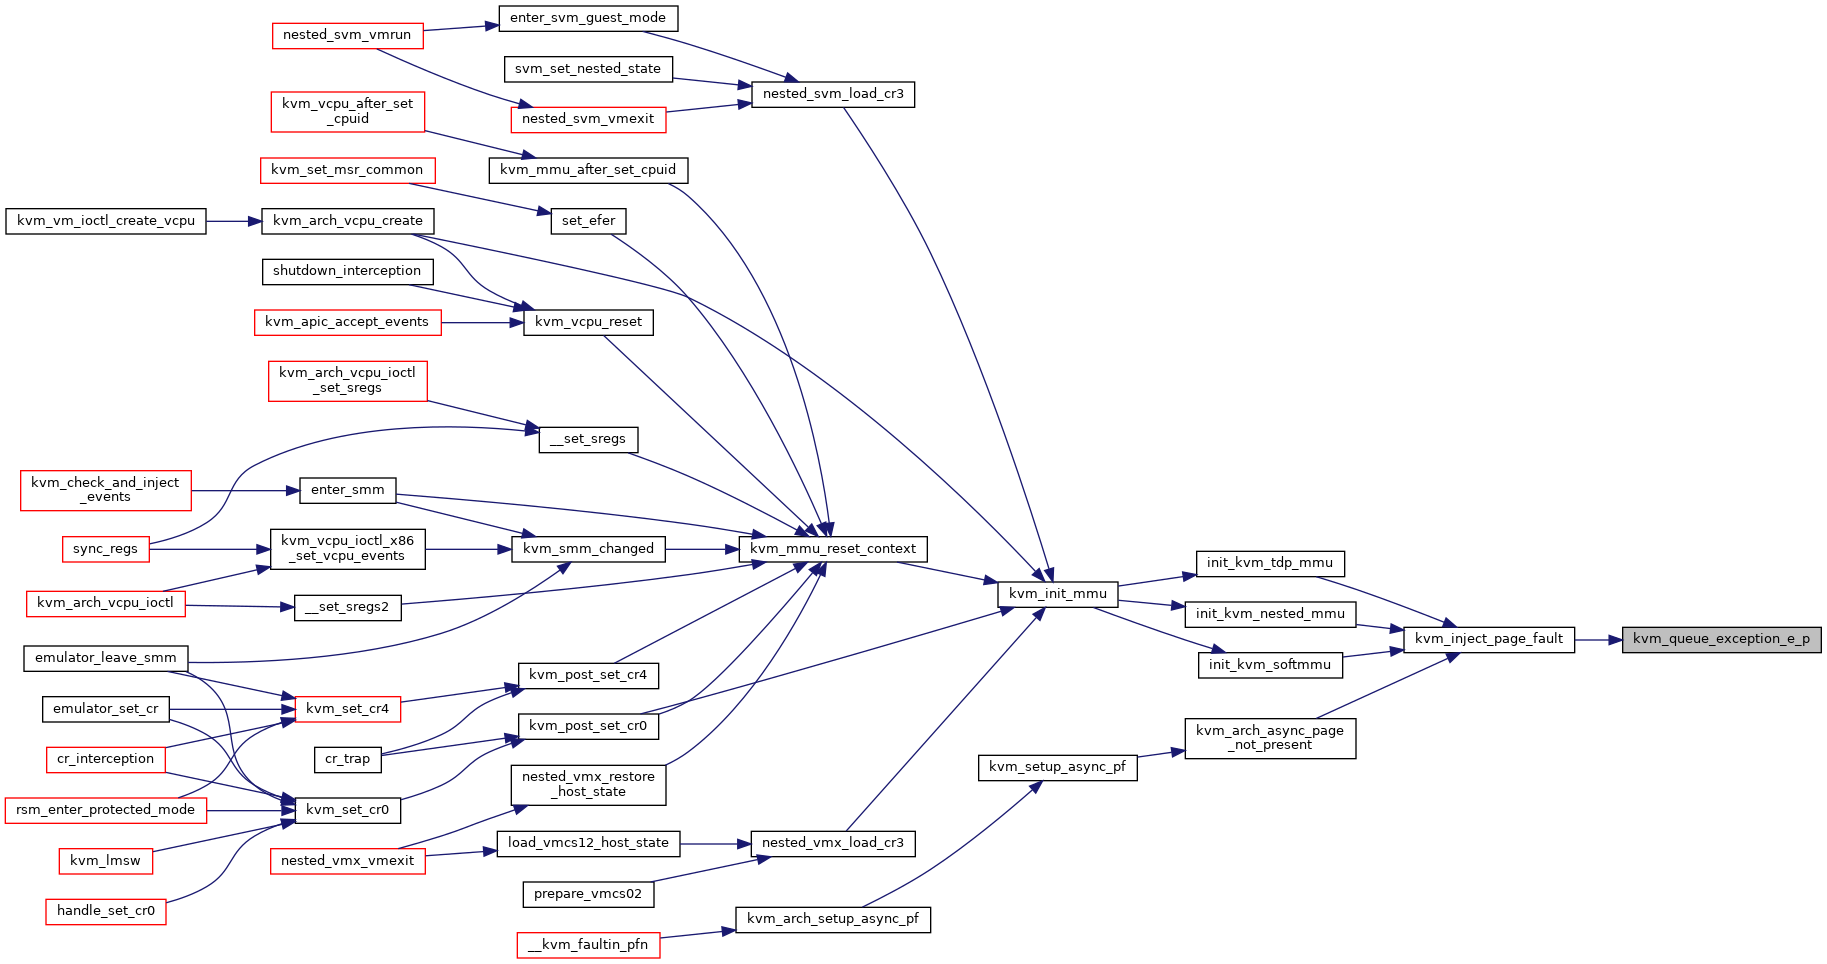 enter_svm_guest_mode
nested_svm_vmrun
svm_set_nested_state
nested_svm_load_cr3
kvm_vcpu_after_set
_cpuid
nested_svm_vmexit
kvm_set_msr_common
kvm_mmu_after_set_cpuid
kvm_vm_ioctl_create_vcpu
kvm_arch_vcpu_create
set_efer
shutdown_interception
kvm_apic_accept_events
kvm_vcpu_reset
kvm_arch_vcpu_ioctl
_set_sregs
__set_sregs
kvm_check_and_inject
_events
enter_smm
sync_regs
kvm_vcpu_ioctl_x86
_set_vcpu_events
kvm_smm_changed
kvm_mmu_reset_context
init_kvm_tdp_mmu
kvm_arch_vcpu_ioctl
__set_sregs2
kvm_init_mmu
init_kvm_nested_mmu
kvm_inject_page_fault
kvm_queue_exception_e_p
emulator_leave_smm
init_kvm_softmmu
kvm_post_set_cr4
emulator_set_cr
kvm_set_cr4
kvm_post_set_cr0
kvm_arch_async_page
_not_present
cr_interception
cr_trap
kvm_setup_async_pf
nested_vmx_restore
_host_state
rsm_enter_protected_mode
kvm_set_cr0
load_vmcs12_host_state
nested_vmx_load_cr3
kvm_lmsw
nested_vmx_vmexit
prepare_vmcs02
handle_set_cr0
kvm_arch_setup_async_pf
__kvm_faultin_pfn